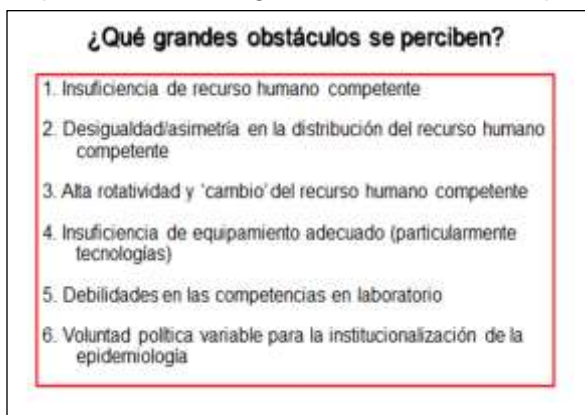 ¿Qué grandes obstáculos se perciben?
1. Insuficiencia de recurso humano competente
2. Desigualdad/asimetría en la distribución del recurso humano
competente
3. Alta rotatividad y 'cambio' del recurso humano competente
4. Insuficiencia de equipamiento adecuado (particularmente
tecnologías)
5. Debilidades en las competencias en laboratorio
6. Voluntad política variable para la institucionalización de la
epidemiología